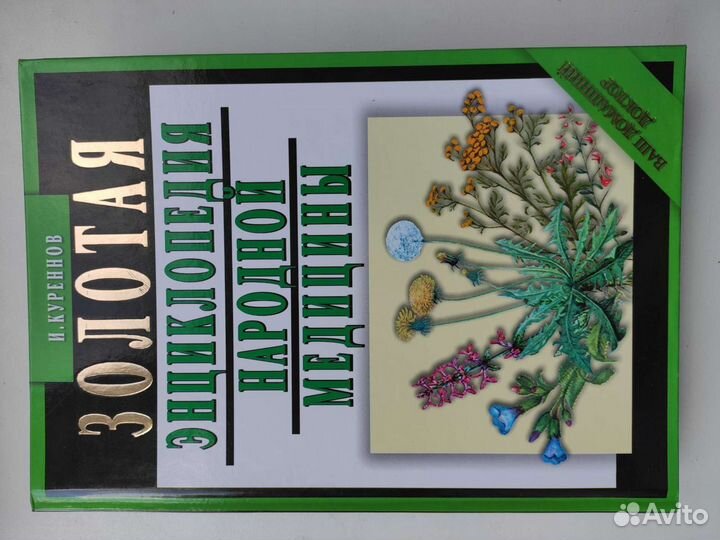 И.КУРЕННОВ
ЗОЛОТАЯ
ЭНЦИКЛОПЕДИЯ
НАРОДНОЙ
МЕДИЦИНЫ
ВАШ ДОМАШНИЙ
ДОКТОР
Avito